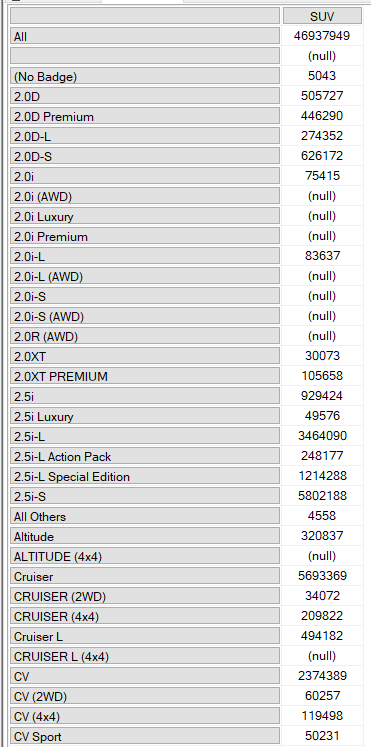 SUV
All 46937949
(null)
(No Badge) 5043
2.0D 505727
2.0D Premium 446290
2.0D-L 274352
2.0D-S 626172
2.0i 75415
2.0i (AWD) (null)
2.0i Luxury (null)
2.0i Premium (null)
2.0i-L 83637
2.0i-L (AWD) (null)
2.0i-S (null)
2.0i-S (AWD) (null)
2.0R (AWD) (null)
2.0XT 30073
2.0XT PREMIUM 105658
2.5i 929424
2.5i Luxury 49576
2.5i-L 3464090
2.5i-L Action Pack 248177
2.5i-L Special Edition 1214288
2.5i-S 5802188
All Others 4558
Altitude 320837
ALTITUDE (4x4) (null)
Cruiser 5693369
CRUISER (2WD) 34072
CRUISER (4x4) 209822
Cruiser L 494182
CRUISER L (4x4) (null)
CV 2374389
CV (2WD) 60257
CV (4x4) 119498
CV Sport 50231